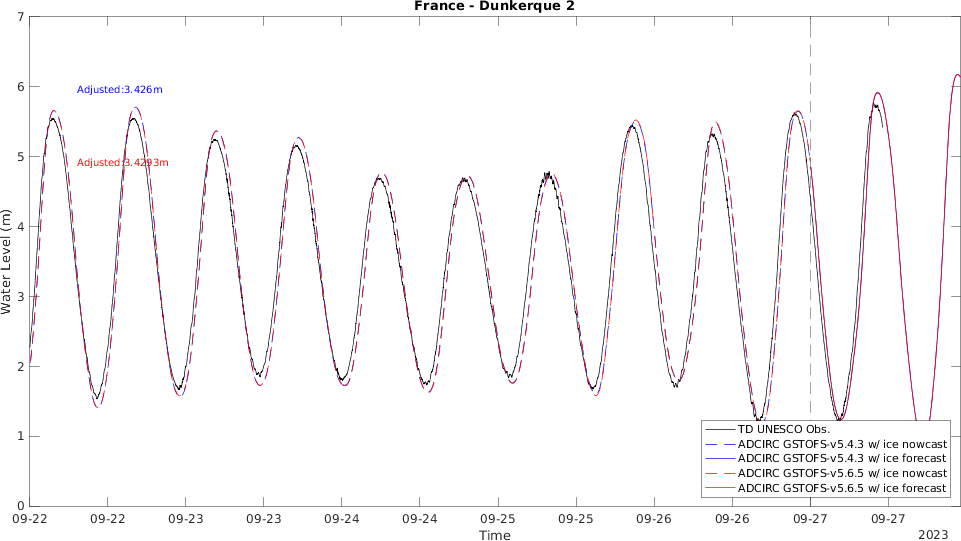 France - Dunkerque 2
7
6
5
4
3
2
1
0
Water Level (m)
Adjusted:3.426m
Adjusted:3.4293m
TD UNESCO Obs.
ADCIRC GSTOFS-v5.4.3 w/ ice nowcast
ADCIRC GSTOFS-v5.4.3 w/ ice forecast
ADCIRC GSTOFS-v5.6.5 w/ ice nowcast
ADCIRC GSTOFS-v5.6.5 w/ ice forecast
09-22 09-22 09-23 09-23 09-24 09-24 09-25 09-25 09-26 09-26 09-27 09-27
Time
2023